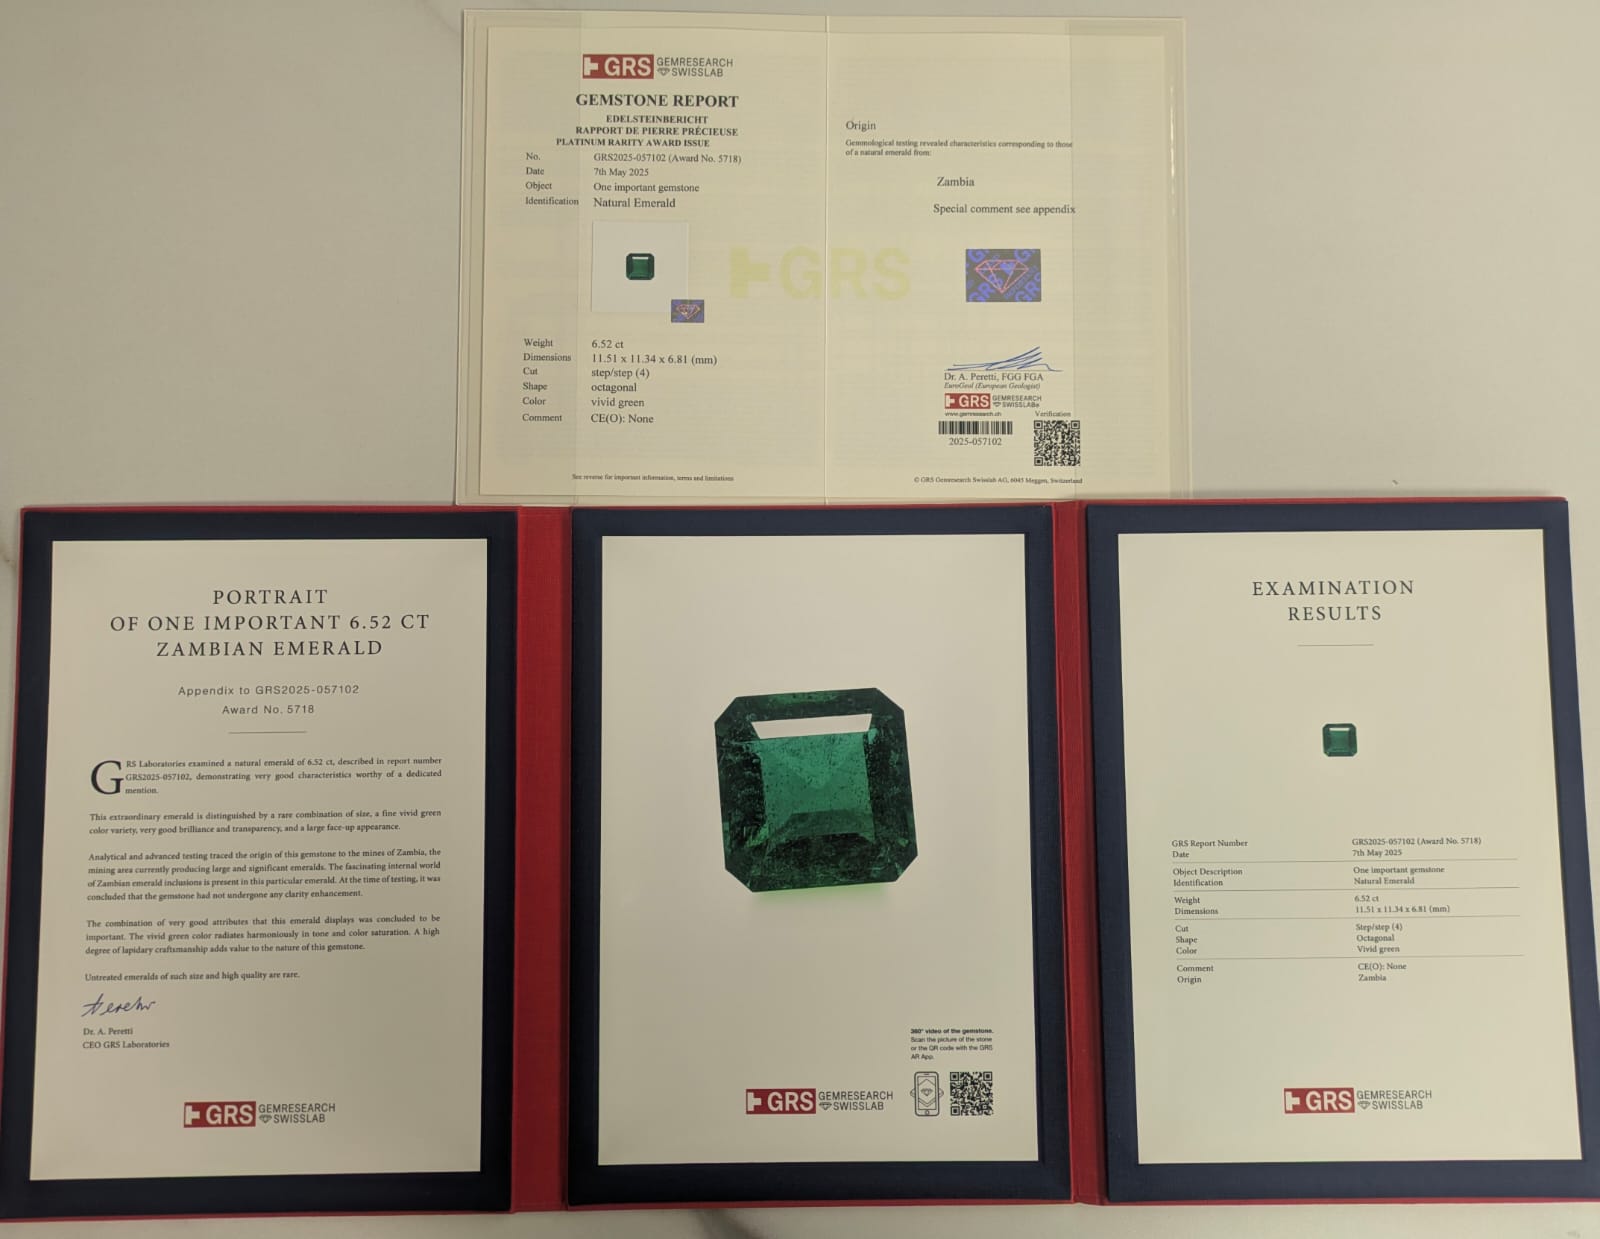 GRS GEMRESEARCH SWISSLAB
GEMSTONE REPORT
EDELSTEINBERICHT
RAPPORT DE PIERRE PRÉCIEUSE
PLATINUM RARITY AWARD ISSUE
No. GRS2025-057102 (Award No. 5718)
Date 7th May 2025
Object One important gemstone
Identification Natural Emerald
Weight 6.52 ct
Dimensions 11.51 x 11.34 x 6.81 (mm)
Cut step/step (4)
Shape octagonal
Color vivid green
Comment CE(O): None
See reverse for important information, terms and limitations
GRS
Origin
Gemmological testing revealed characteristics corresponding to those
of a natural emerald from:
Zambia
Special comment see appendix
Dr. A. Peretti, FGG FGA
EuroGeol (European Geologist)
GRS GEMRESEARCH SWISSLAB®
www.gemresearch.ch Verification
2025-057102
© GRS Gemresearch Swisslab AG, 6045 Meggen, Switzerland
PORTRAIT
OF ONE IMPORTANT 6.52 CT
ZAMBIAN EMERALD
Appendix to GRS2025-057102
Award No. 5718
GRS Laboratories examined a natural emerald of 6.52 ct, described in report number
GRS2025-057102, demonstrating very good characteristics worthy of a dedicated
mention.
This extraordinary emerald is distinguished by a rare combination of size, a fine vivid green
color variety, very good brilliance and transparency, and a large face-up appearance.
Analytical and advanced testing traced the origin of this gemstone to the mines of Zambia, the
mining area currently producing large and significant emeralds. The fascinating internal world
of Zambian emerald inclusions is present in this particular emerald. At the time of testing, it was
concluded that the gemstone had not undergone any clarity enhancement.
The combination of very good attributes that this emerald displays was concluded to be
important. The vivid green color radiates harmoniously in tone and color saturation. A high
degree of lapidary craftsmanship adds value to the nature of this gemstone.
Untreated emeralds of such size and high quality are rare.
Dr. A. Peretti
CEO GRS Laboratories
GRS GEMRESEARCH SWISSLAB
360° video of the gemstone.
Scan the picture of the stone
or the QR code with the GRS
AR App.
GRS GEMRESEARCH SWISSLAB
EXAMINATION
RESULTS
GRS Report Number GRS2025-057102 (Award No. 5718)
Date 7th May 2025
Object Description One important gemstone
Identification Natural Emerald
Weight 6.52 ct
Dimensions 11.51 x 11.34 x 6.81 (mm)
Cut Step/step (4)
Shape Octagonal
Color Vivid green
Comment CE(O): None
Origin Zambia
GRS GEMRESEARCH SWISSLAB